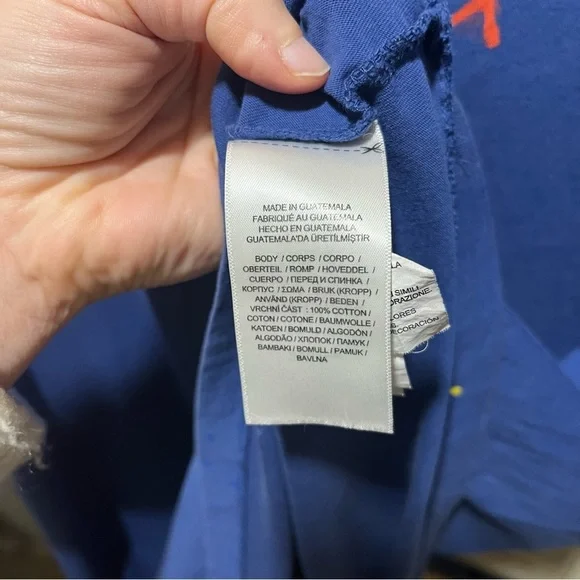 MADE IN GUATEMALA
FABRIQUÉ AU GUATEMALA
HECHO EN GUATEMALA
GUATEMALA'DA ÜRETİLMİŞTİR
BODY / CORPS / CORPO /
OBERTEIL / ROMP / HOVEDDEL /
CUERPO / ПЕРЕД И СПИНКА /
КОРПУС / ΣΩΜΑ / BRUK (KROPP) /
ANVÄND (KROPP) / BEDEN /
VRCHNÍ ČÁST : 100% COTTON /
COTON / COTONE / BAUMWOLLE /
KATOEN / BOMULD / ALGODÓN /
ALGODÃO / ХЛОПОК / ПАМУК /
ΒΑΜΒΑΚΙ / BOMULL / PAMUK /
BAVLNA
SIMILI